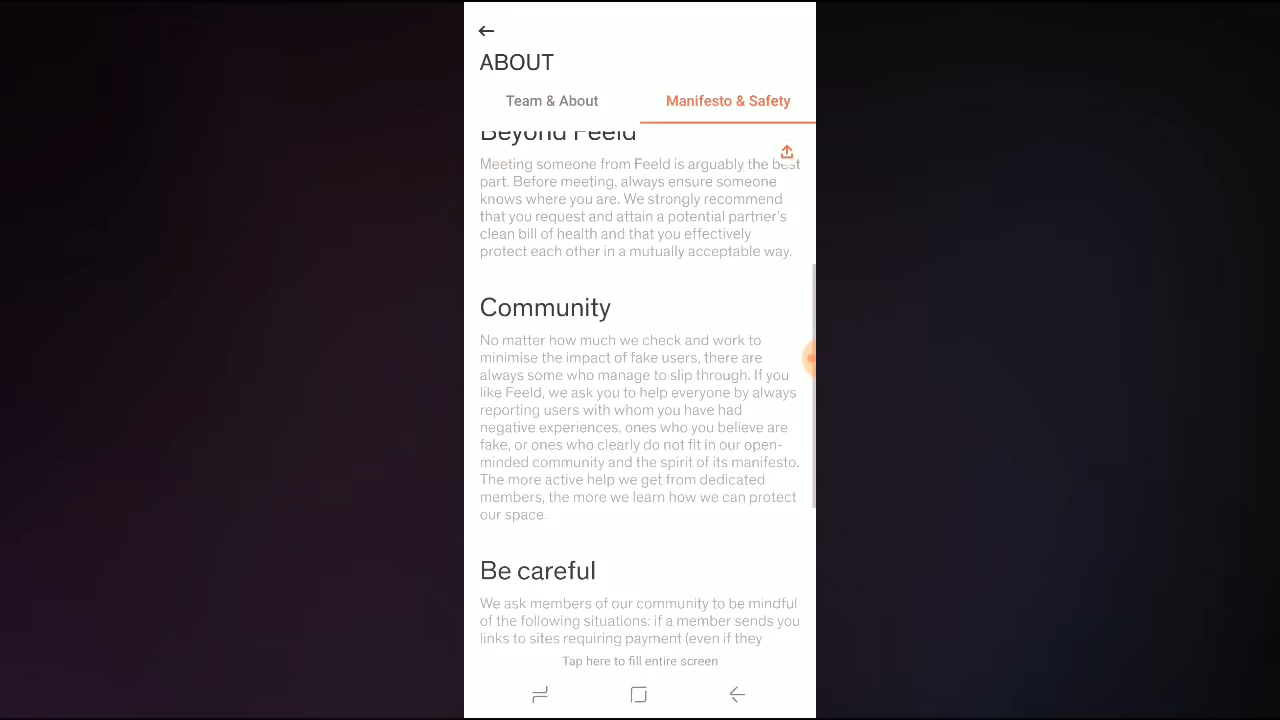 ABOUT
Team & About
Manifesto & Safety
Beyond Feeld
Meeting someone from Feeld is arguably the best
part. Before meeting, always ensure someone
knows where you are. We strongly recommend
that you request and attain a potential partner's
clean bill of health and that you effectively
protect each other in a mutually acceptable way.
Community
No matter how much we check and work to
minimise the impact of fake users, there are
always some who manage to slip through. If you
like Feeld, we ask you to help everyone by always
reporting users with whom you have had
negative experiences, ones who you believe are
fake, or ones who clearly do not fit in our open-
minded community and the spirit of its manifesto.
The more active help we get from dedicated
members, the more we learn how we can protect
our space.
Be careful
We ask members of our community to be mindful
of the following situations: if a member sends you
links to sites requiring payment (even if they
Tap here to fill entire screen